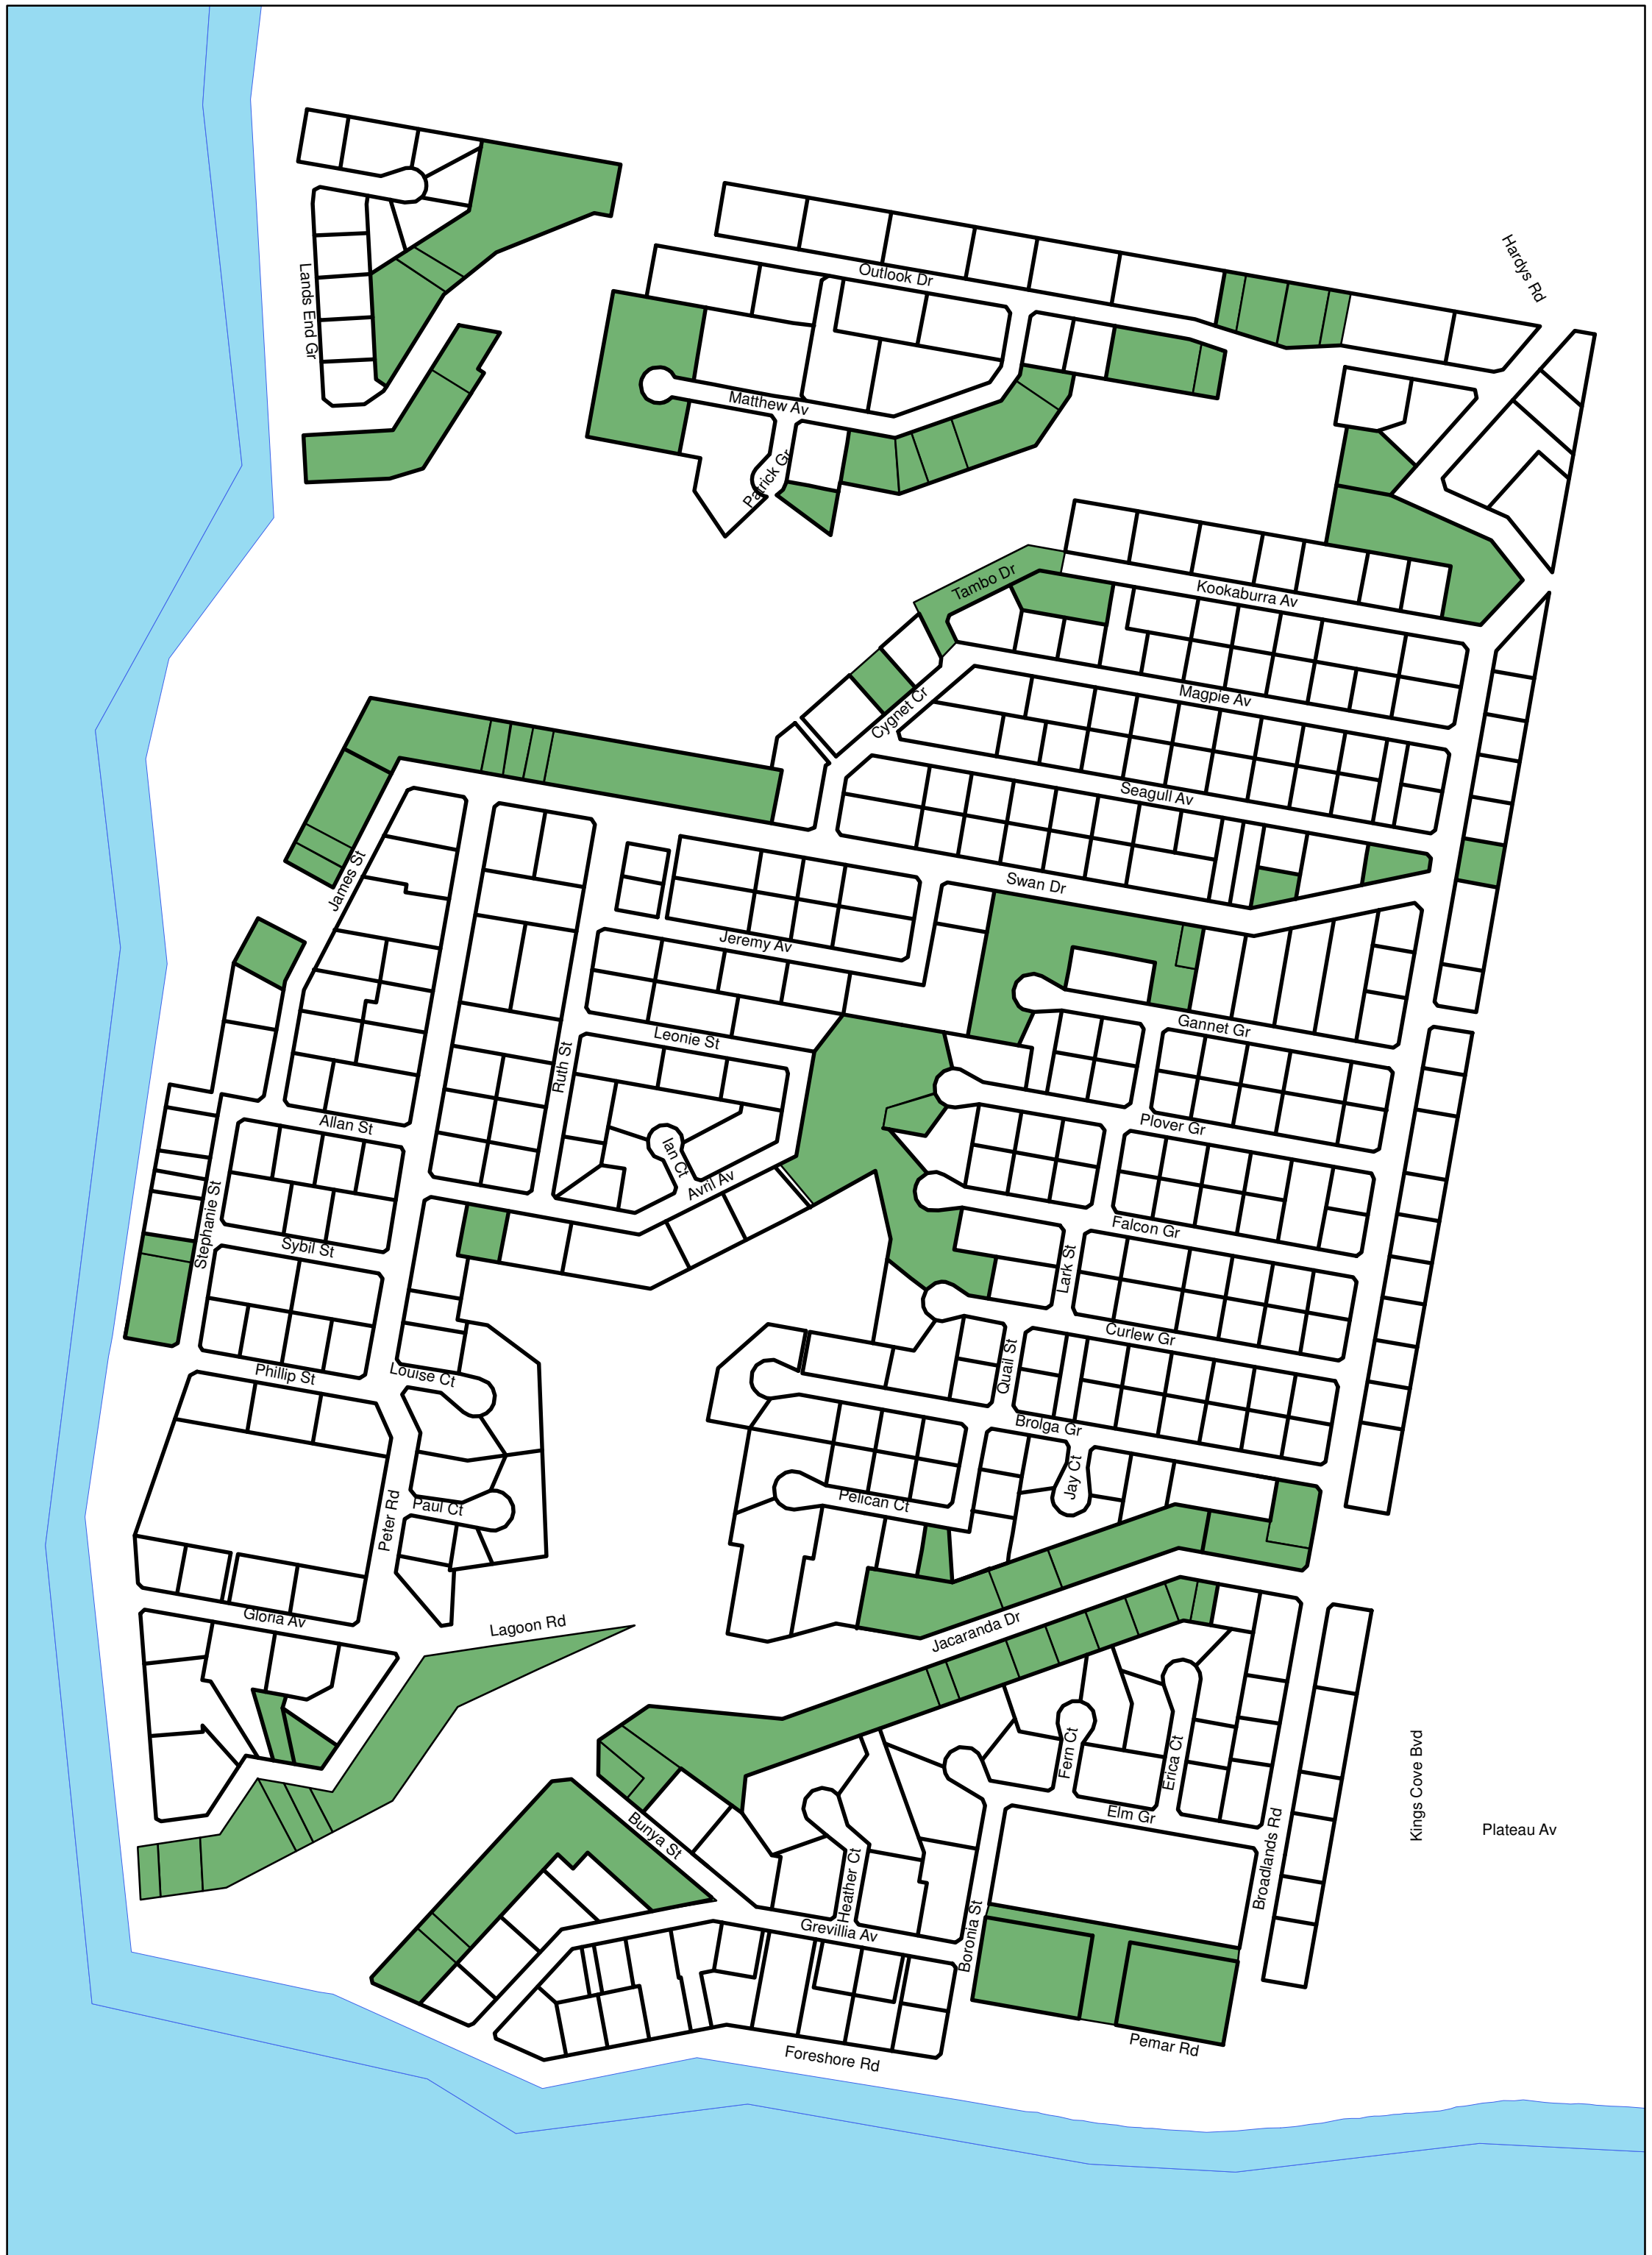 Hardys Rd
Outlook Dr
Lands End Gr
Matthew Av
Patrick Gr
Tambo Dr
Kookaburra Av
Magpie Av
Cygnet Cr
Seagull Av
James St
Swan Dr
Jeremy Av
Gannet Gr
Leonie St
Ruth St
Plover Gr
Allan St
Ian Ct
Avril Av
Stephanie St
Falcon Gr
Sybil St
Lark St
Curlew Gr
Quail St
Phillip St
Louise Ct
Brolga Gr
Jay Ct
Pelican Ct
Paul Ct
Peter Rd
Gloria Av
Lagoon Rd
Jacaranda Dr
Fern Ct
Erica Ct
Kings Cove Bvd
Elm Gr
Plateau Av
Bunya St
Broadlands Rd
Heather Ct
Grevillia Av
Boronia St
Pemar Rd
Foreshore Rd